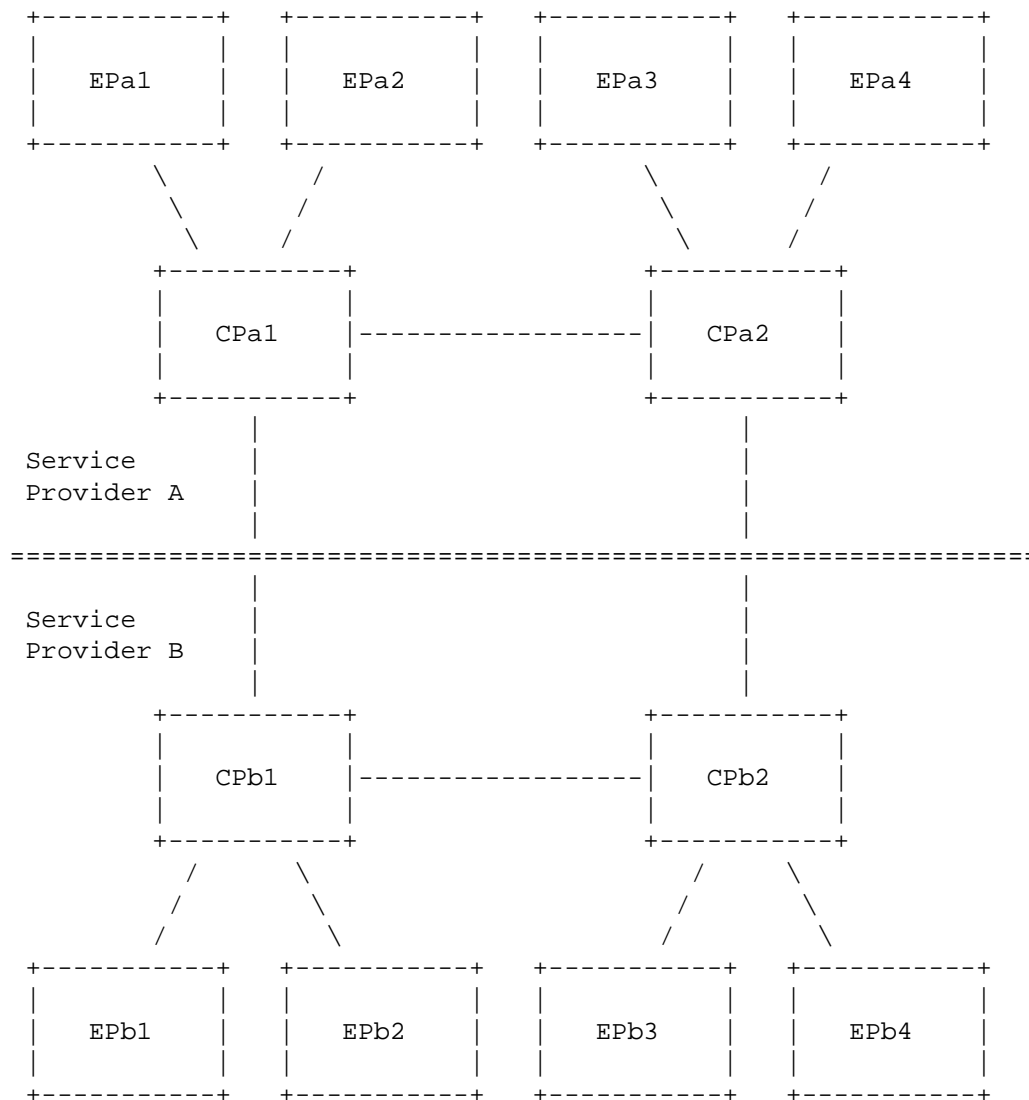 EPa1 EPa2 EPa3 EPa4
CPa1 CPa2
Service
Provider A
Service
Provider B
CPb1 CPb2
EPb1 EPb2 EPb3 EPb4